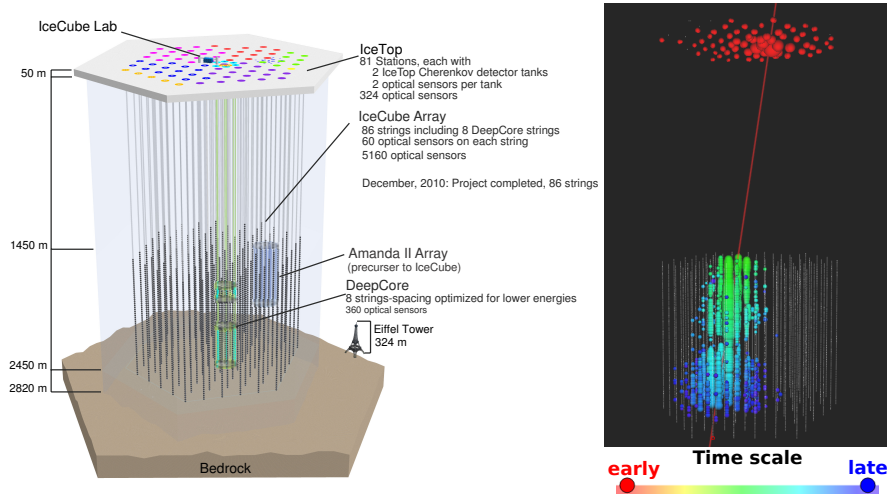 IceCube Lab
IceTop
81 Stations, each with
2 IceTop Cherenkov detector tanks
2 optical sensors per tank
324 optical sensors
50 m
IceCube Array
86 strings including 8 DeepCore strings
60 optical sensors on each string
5160 optical sensors
December, 2010: Project completed, 86 strings
1450 m
Amanda II Array
(precurser to IceCube)
DeepCore
8 strings-spacing optimized for lower energies
360 optical sensors
Eiffel Tower
324 m
2450 m
2820 m
Bedrock
Time scale
early
late